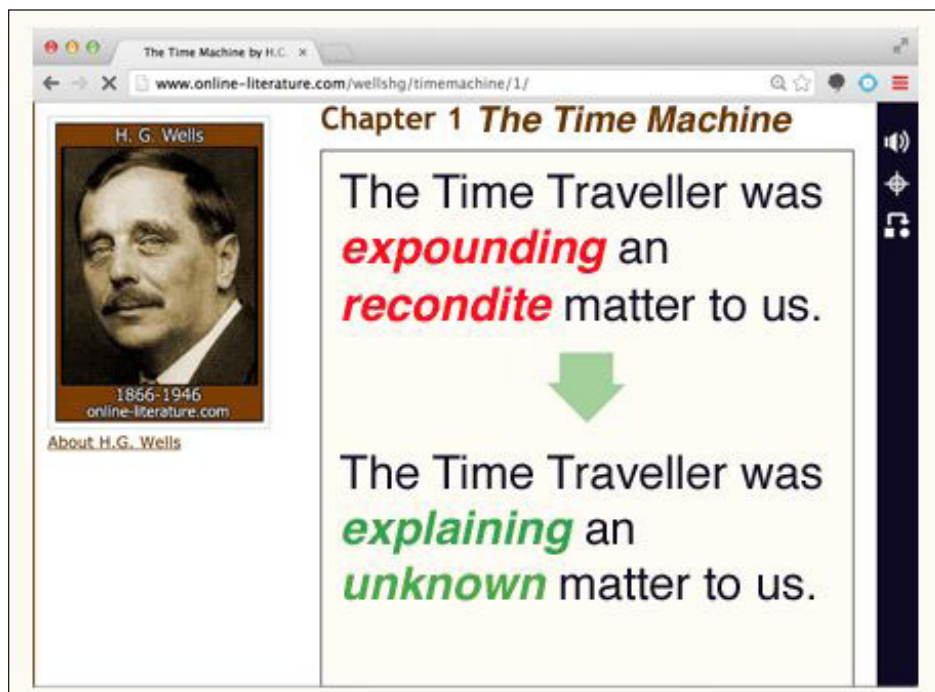 The Time Machine by H.C.
www.online-literature.com/wellshg/timemachine/1/
H. G. Wells
1866-1946
online-literature.com
About H.G. Wells
Chapter 1 The Time Machine
The Time Traveller was
expounding an
recondite matter to us.
The Time Traveller was
explaining an
unknown matter to us.